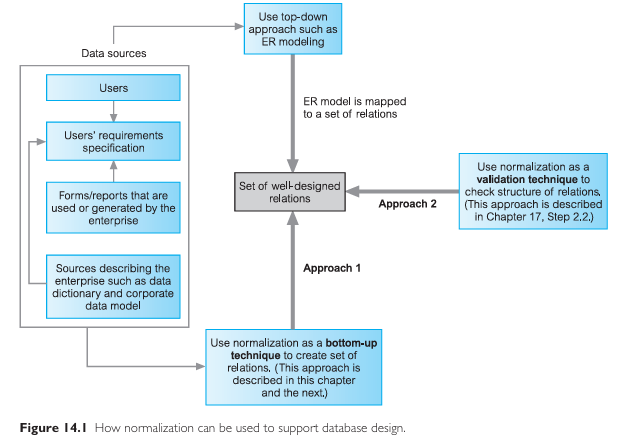 Use top-down
approach such as
ER modeling
Data sources
Users
ER model is mapped
to a set of relations
Users' requirements
specification
Use normalization as a
validation technique to
check structure of relations.
(This approach is described
in Chapter 17, Step 2.2.)
Set of well-designed
relations
Approach 2
Forms/reports that are
used or generated by the
enterprise
Approach 1
Sources describing the
enterprise such as data
dictionary and corporate
data model
Use normalization as a bottom-up
technique to create set of
relations. (This approach is
described in this chapter
and the next.)
Figure 14.1 How normalization can be used to support database design.